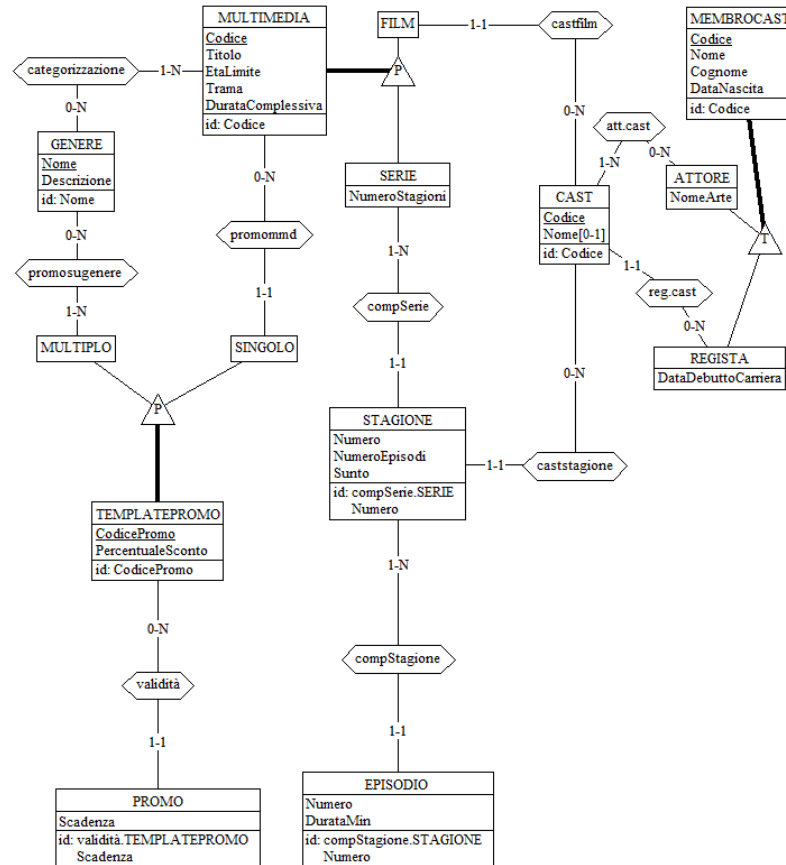 MULTIMEDIA
Codice
Titolo
EtaLimite
Trama
DurataComplessiva
id: Codice
FILM
1-1
castfilm
MEMBROCAST
Codice
Nome
Cognome
DataNascita
id: Codice
categorizzazione
1-N
P
0-N
0-N
att.cast
1-N
0-N
GENERE
Nome
Descrizione
id: Nome
0-N
SERIE
NumeroStagioni
ATTORE
NomeArte
CAST
Codice
Nome[0-1]
id: Codice
T
0-N
promommd
1-N
1-1
promosugenere
reg.cast
1-N
1-1
compSerie
0-N
MULTIPLO
SINGOLO
1-1
0-N
REGISTA
DataDebuttoCarriera
P
STAGIONE
Numero
NumeroEpisodi
Sunto
id: compSerie.SERIE
Numero
1-1
caststagione
TEMPLATEPROMO
CodicePromo
PercentualeSconto
id: CodicePromo
1-N
0-N
compStagione
validità
1-1
1-1
PROMO
Scadenza
id: validità.TEMPLATEPROMO
Scadenza
EPISODIO
Numero
DurataMin
id: compStagione.STAGIONE
Numero